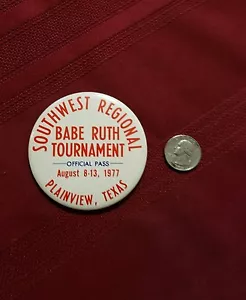 SOUTHWEST REGIONAL
BABE RUTH
TOURNAMENT
OFFICIAL PASS
August 8-13, 1977
PLAINVIEW, TEXAS